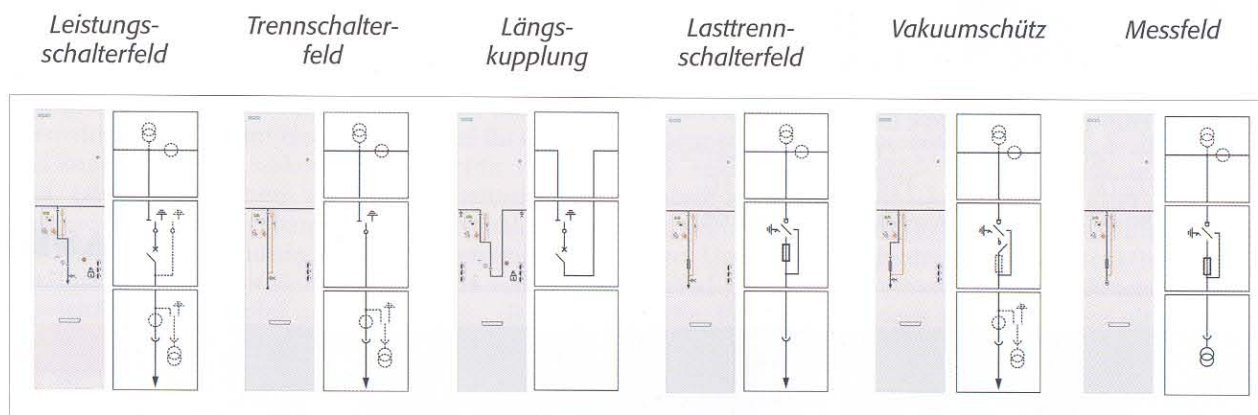 Leistungs-
schalterfeld
Trennschalter-
feld
Längs-
kupplung
Lasttrenn-
schalterfeld
Vakuumschütz
Messfeld